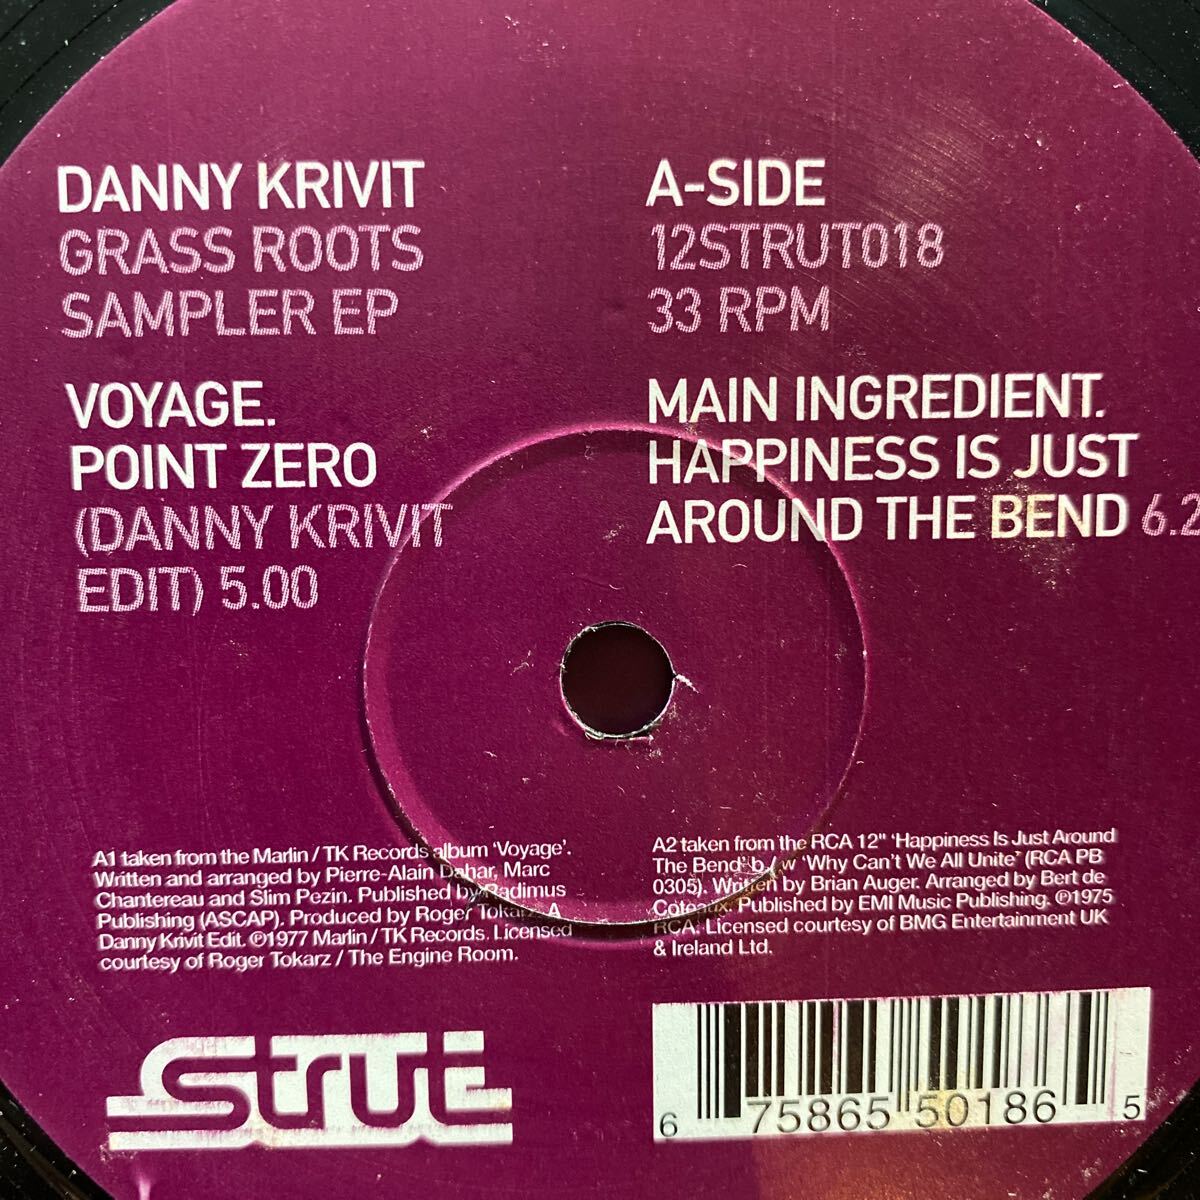 DANNY KRIVIT
GRASS ROOTS
SAMPLER EP
A-SIDE
12STRUT018
33 RPM
VOYAGE.
POINT ZERO
(DANNY KRIVIT
EDIT) 5.00
MAIN INGREDIENT.
HAPPINESS IS JUST
AROUND THE BEND 6.2
A1 taken from the Marlin / TK Records album 'Voyage'.
Written and arranged by Pierre-Alain Dahar, Marc
Chantereau and Slim Pezin. Published by Radimus
Publishing (ASCAP). Produced by Roger Tokarz. A
Danny Krivit Edit. ℗1977 Marlin / TK Records. Licensed
courtesy of Roger Tokarz / The Engine Room.
A2 taken from the RCA 12" 'Happiness Is Just Around
The Bend' b / w 'Why Can't We All Unite' (RCA PB
0305). Written by Brian Auger. Arranged by Bert de
Coteaux. Published by EMI Music Publishing. ℗1975
RCA. Licensed courtesy of BMG Entertainment UK
& Ireland Ltd.
Strut
6 75865 50186 5